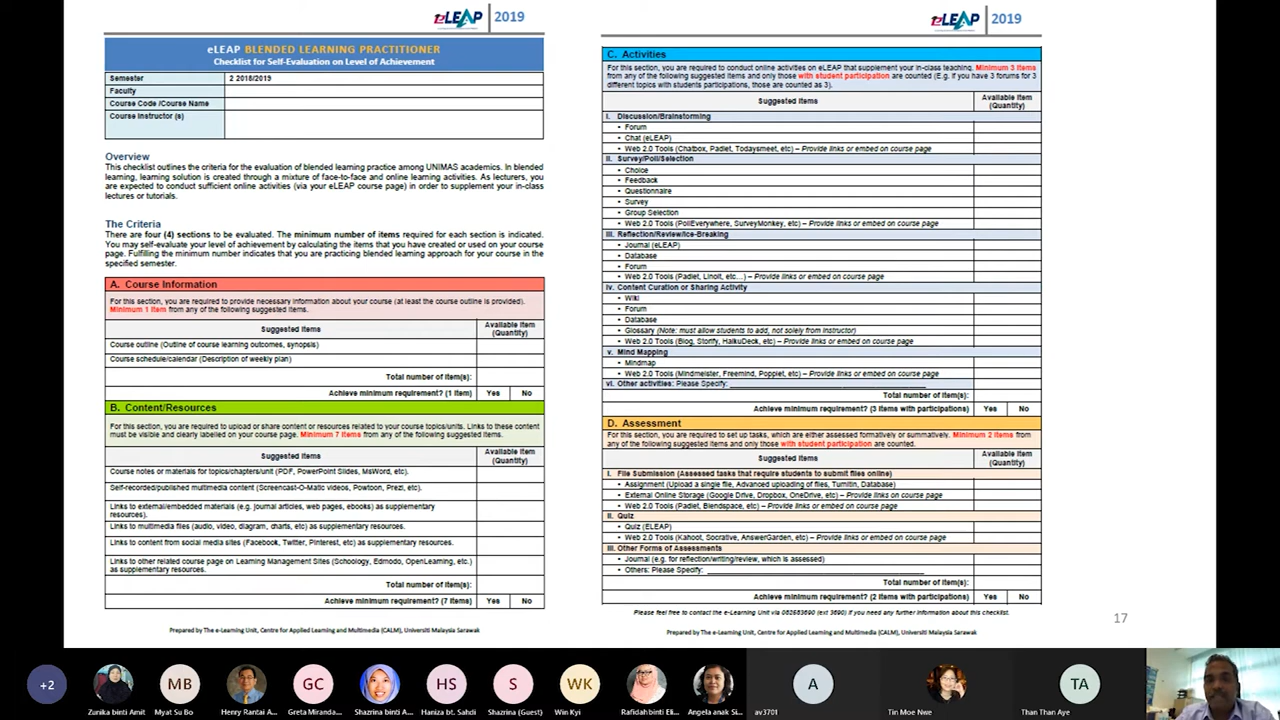 eLEAP 2019
eLEAP BLENDED LEARNING PRACTITIONER
Checklist for Self-Evaluation on Level of Achievement
Semester 2 2018/2019
Faculty
Course Code /Course Name
Course Instructor (s)
Overview
This checklist outlines the criteria for the evaluation of blended learning practice among UNIMAS academics. In blended
learning, learning solution is created through a mixture of face-to-face and online learning activities. As lecturers, you
are expected to conduct sufficient online activities (via your eLEAP course page) in order to supplement your in-class
lectures or tutorials.
The Criteria
There are four (4) sections to be evaluated. The minimum number of items required for each section is indicated.
You may self-evaluate your level of achievement by calculating the items that you have created or used on your course
page. Fulfilling the minimum number indicates that you are practicing blended learning approach for your course in the
specified semester.
A. Course Information
For this section, you are required to provide necessary information about your course (at least the course outline is provided).
Minimum 1 item from any of the following suggested items.
Suggested Items Available Item
(Quantity)
Course outline (Outline of course learning outcomes, synopsis)
Course schedule/calendar (Description of weekly plan)
Total number of item(s):
Achieve minimum requirement? (1 item) Yes No
B. Content/Resources
For this section, you are required to upload or share content or resources related to your course topics/units. Links to these content
must be visible and clearly labelled on your course page. Minimum 7 items from any of the following suggested items.
Suggested Items Available Item
(Quantity)
Course notes or materials for topics/chapters/unit (PDF, PowerPoint Slides, MsWord, etc).
Self-recorded/published multimedia content (Screencast-O-Matic videos, Powtoon, Prezi, etc).
Links to external/embedded materials (e.g. journal articles, web pages, ebooks) as supplementary
resources).
Links to multimedia files (audio, video, diagram, charts, etc) as supplementary resources.
Links to content from social media sites (Facebook, Twitter, Pinterest, etc) as supplementary resources.
Links to other related course page on Learning Management Sites (Schoology, Edmodo, OpenLearning, etc.)
as supplementary resources.
Total number of item(s):
Achieve minimum requirement? (7 items) Yes No
Prepared by The e-Learning Unit, Centre for Applied Learning and Multimedia (CALM), Universiti Malaysia Sarawak
eLEAP 2019
C. Activities
For this section, you are required to conduct online activities on eLEAP that supplement your in-class teaching. Minimum 3 items
from any of the following suggested items and only those with student participation are counted (E.g. if you have 3 forums for 3
different topics with students participations, those are counted as 3).
Suggested Items Available Item
(Quantity)
I. Discussion/Brainstorming
• Forum
• Chat (eLEAP)
• Web 2.0 Tools (Chatbox, Padlet, Todaysmeet, etc) – Provide links or embed on course page
II. Survey/Poll/Selection
• Choice
• Feedback
• Questionnaire
• Survey
• Group Selection
• Web 2.0 Tools (PollEverywhere, SurveyMonkey, etc) – Provide links or embed on course page
III. Reflection/Review/Ice-Breaking
• Journal (eLEAP)
• Database
• Forum
• Web 2.0 Tools (Padlet, Linoit, etc...) – Provide links or embed on course page
iv. Content Curation or Sharing Activity
• Wiki
• Forum
• Database
• Glossary (Note: must allow students to add, not solely from instructor)
• Web 2.0 Tools (Blog, Storify, HaikuDeck, etc) – Provide links or embed on course page
v. Mind Mapping
• Mindmap
• Web 2.0 Tools (Mindmeister, Freemind, Popplet, etc) – Provide links or embed on course page
vi. Other activities: Please Specify:
Total number of item(s):
Achieve minimum requirement? (3 items with participations) Yes No
D. Assessment
For this section, you are required to set up tasks, which are either assessed formatively or summatively. Minimum 2 items from
any of the following suggested items and only those with student participation are counted.
Suggested Items Available Item
(Quantity)
I. File Submission (Assessed tasks that require students to submit files online)
• Assignment (Upload a single file, Advanced uploading of files, Turnitin, Database)
• External Online Storage (Google Drive, Dropbox, OneDrive, etc) – Provide links on course page
• Web 2.0 Tools (Padlet, Blendspace, etc) – Provide links or embed on course page
II. Quiz
• Quiz (ELEAP)
• Web 2.0 Tools (Kahoot, Socrative, AnswerGarden, etc) – Provide links or embed on course page
III. Other Forms of Assessments
• Journal (e.g. for reflection/writing/review, which is assessed)
• Others: Please Specify:
Total number of item(s):
Achieve minimum requirement? (2 items with participations) Yes No
Please feel free to contact the e-Learning Unit via 082583690 (ext 3690) if you need any further information about this checklist.
Prepared by The e-Learning Unit, Centre for Applied Learning and Multimedia (CALM), Universiti Malaysia Sarawak
17
+2 MB GC HS S WK A TA
Zunika binti Amit Myat Su Bo Henry Rantai A... Greta Miranda... Shazrina binti A... Haniza bt. Sahdi Shazrina (Guest) Win Kyi Rafidah binti Eli... Angela anak Si... av3701 Tin Moe Nwe Than Than Aye